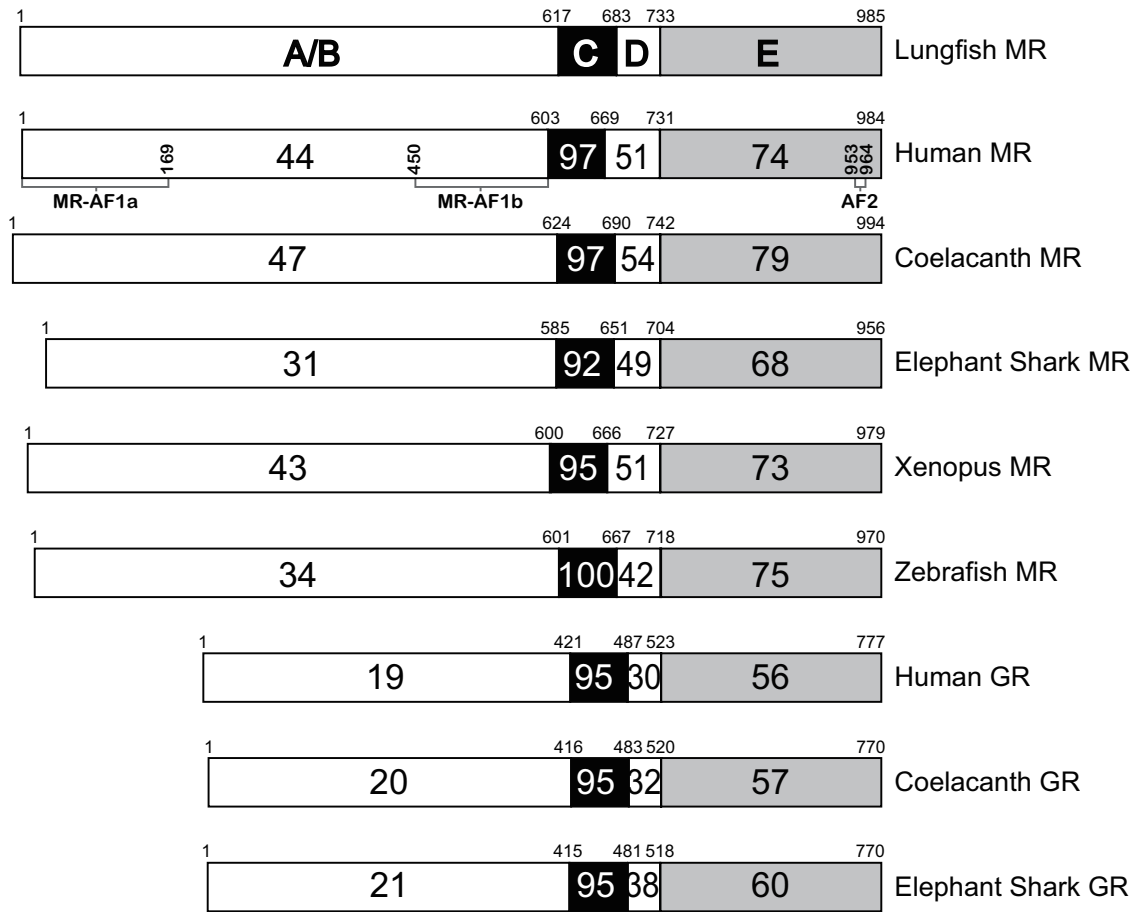 1 617 683 733 985
A/B C D E Lungfish MR
1 603 669 731 984
169 44 450 97 51 74 953 964 Human MR
MR-AF1a MR-AF1b AF2
1 624 690 742 994
47 97 54 79 Coelacanth MR
1 585 651 704 956
31 92 49 68 Elephant Shark MR
1 600 666 727 979
43 95 51 73 Xenopus MR
1 601 667 718 970
34 100 42 75 Zebrafish MR
1 421 487 523 777
19 95 30 56 Human GR
1 416 483 520 770
20 95 32 57 Coelacanth GR
1 415 481 518 770
21 95 38 60 Elephant Shark GR